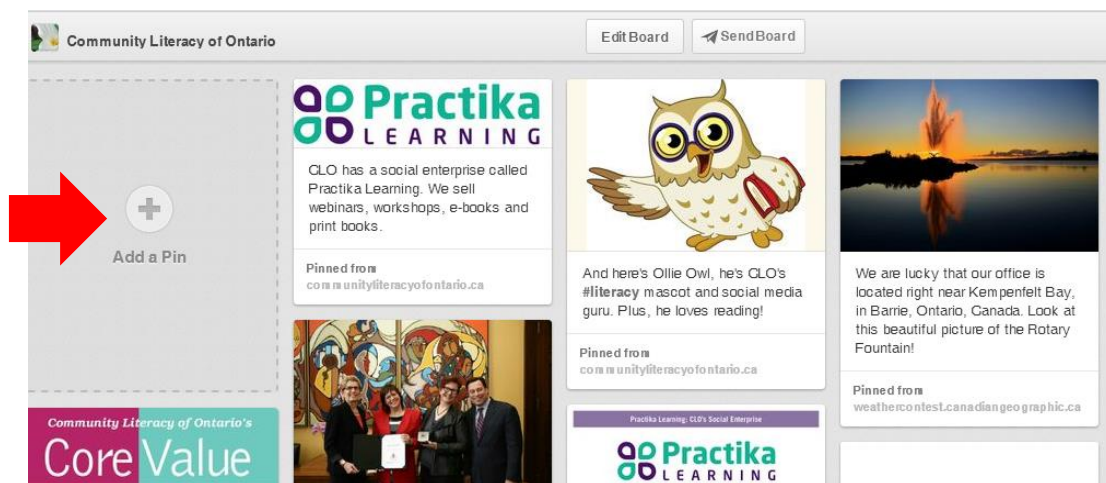 Community Literacy of Ontario
Edit Board
Send Board
Add a Pin
Practika
LEARNING
CLO has a social enterprise called
Practika Learning. We sell
webinars, workshops, e-books and
print books.
Pinned from
communityliteracyofontario.ca
And here's Ollie Owl, he's CLO's
#literacy mascot and social media
guru. Plus, he loves reading!
Pinned from
communityliteracyofontario.ca
We are lucky that our office is
located right near Kempenfelt Bay,
in Barrie, Ontario, Canada. Look at
this beautiful picture of the Rotary
Fountain!
Pinned from
weathercontest.canadiangeographic.ca
Community Literacy of Ontario's
Core Value
Practika Learning: CLO's Social Enterprise
Practika
LEARNING